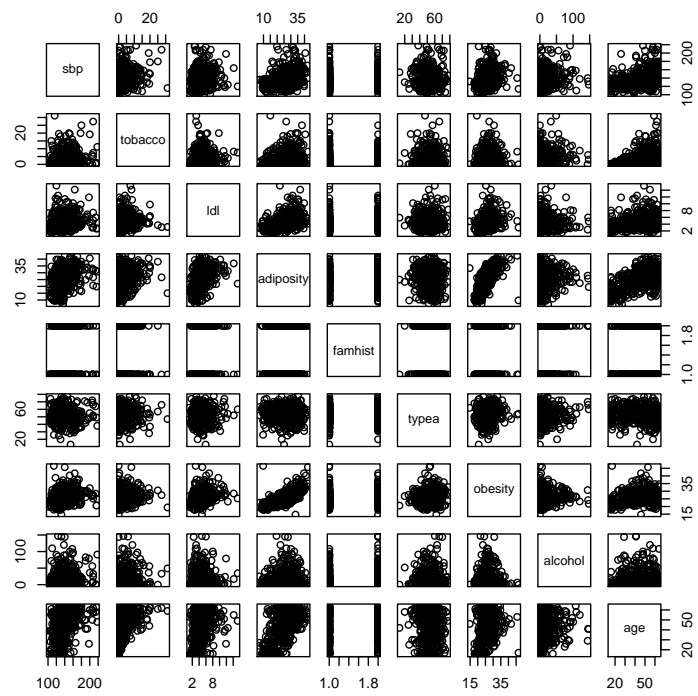 0 20 10 35 20 60 0 100
sbp 100 200
0 20 tobacco
ldl 2 8
10 35 adiposity
famhist 1.0 1.8
20 60 typea
obesity 15 35
0 100 alcohol
age 20 50
100 200 2 8 1.0 1.8 15 35 20 50